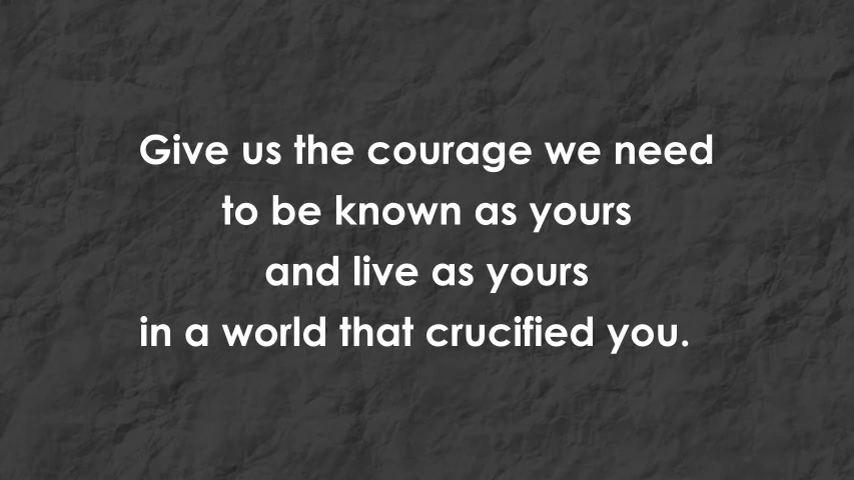 Give us the courage we need
to be known as yours
and live as yours
in a world that crucified you.